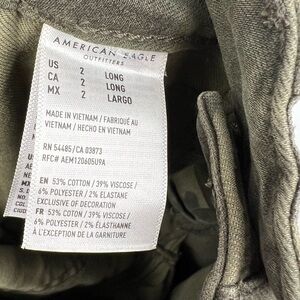 AMERICAN EAGLE
OUTFITTERS
US 2 LONG
CA 2 LONG
MX 2 LARGO
MADE IN VIETNAM / FABRIQUÉ AU
VIETNAM / HECHO EN VIETNAM
RN 54485/CA 03873
RFC# AEM120605U9A
EN 53% COTTON / 39% VISCOSE /
6% POLYESTER / 2% ELASTANE
EXCLUSIVE OF DECORATION
FR 53% COTON / 39% VISCOSE /
6% POLYESTER / 2% ÉLASTHANNE
À L'EXCEPTION DE LA GARNITURE